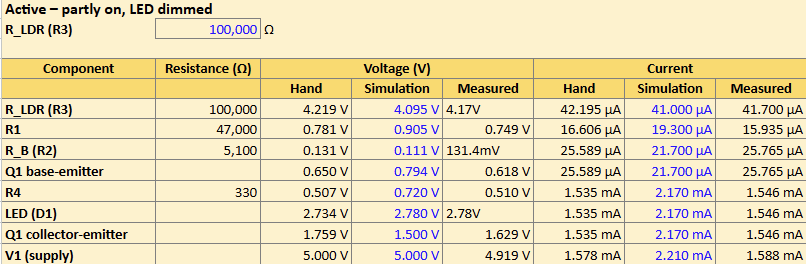 Active – partly on, LED dimmed
R_LDR (R3) 100,000 Ω
Component Resistance (Ω) Voltage (V) Current
Hand Simulation Measured Hand Simulation Measured
R_LDR (R3) 100,000 4.219 V 4.095 V 4.17V 42.195 µA 41.000 µA 41.700 µA
R1 47,000 0.781 V 0.905 V 0.749 V 16.606 µA 19.300 µA 15.935 µA
R_B (R2) 5,100 0.131 V 0.111 V 131.4mV 25.589 µA 21.700 µA 25.765 µA
Q1 base-emitter 0.650 V 0.794 V 0.618 V 25.589 µA 21.700 µA 25.765 µA
R4 330 0.507 V 0.720 V 0.510 V 1.535 mA 2.170 mA 1.546 mA
LED (D1) 2.734 V 2.780 V 2.78V 1.535 mA 2.170 mA 1.546 mA
Q1 collector-emitter 1.759 V 1.500 V 1.629 V 1.535 mA 2.170 mA 1.546 mA
V1 (supply) 5.000 V 5.000 V 4.919 V 1.578 mA 2.210 mA 1.588 mA